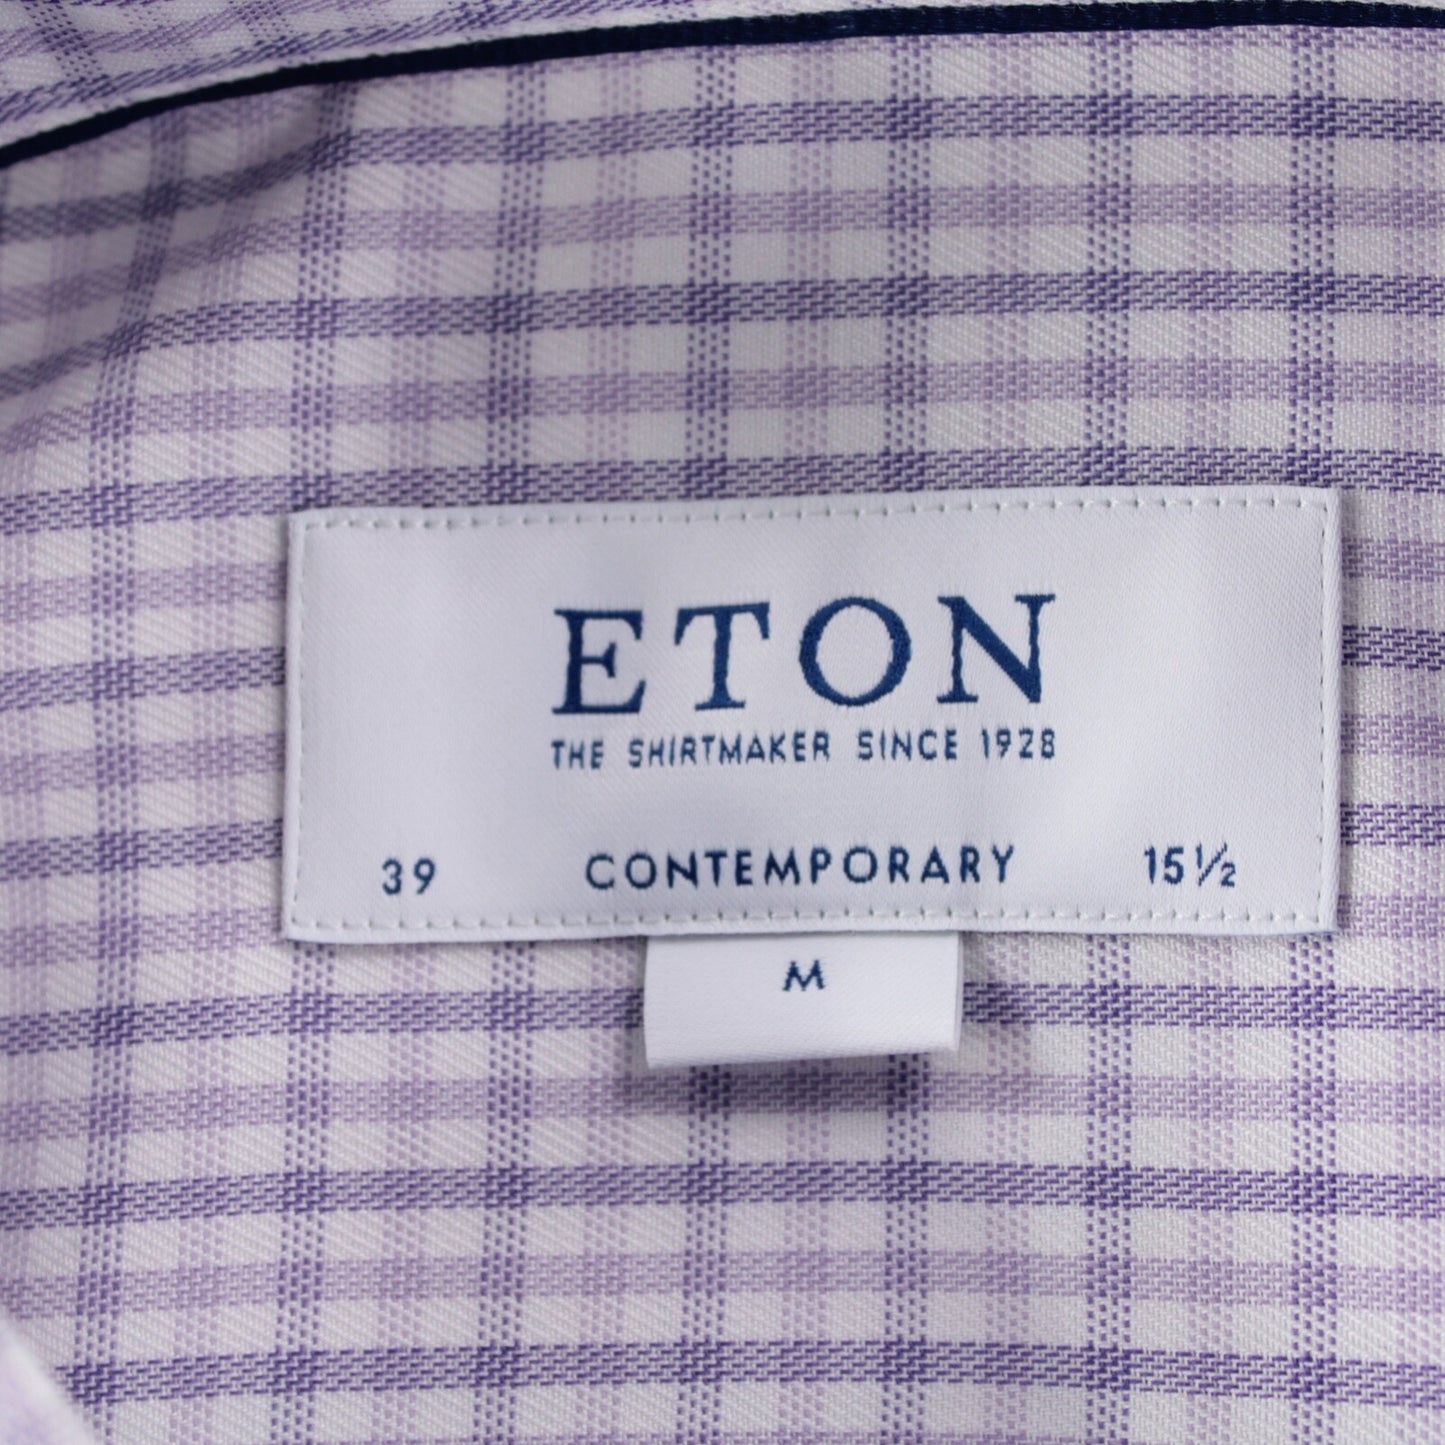 ETON
THE SHIRTMAKER SINCE 1928
39 CONTEMPORARY 15½
M